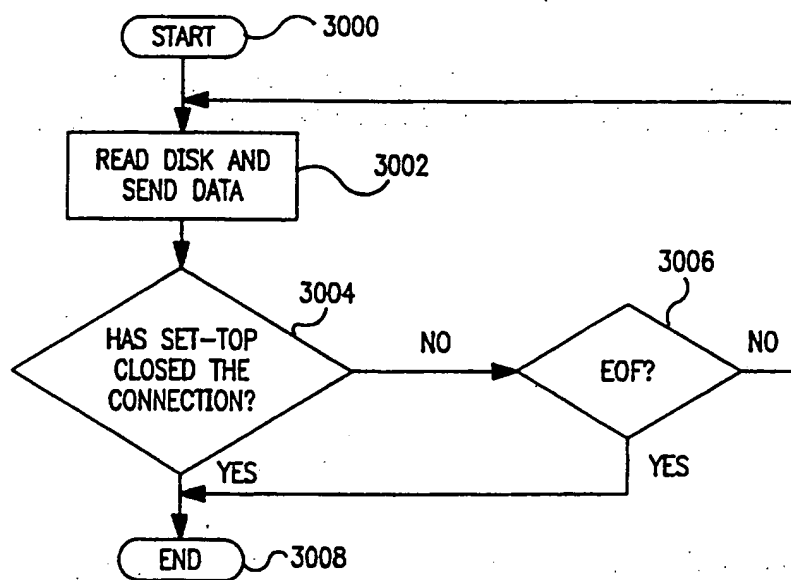 START
3000
READ DISK AND
SEND DATA
3002
HAS SET-TOP
CLOSED THE
CONNECTION?
3004
NO
EOF?
3006
NO
YES
YES
END
3008